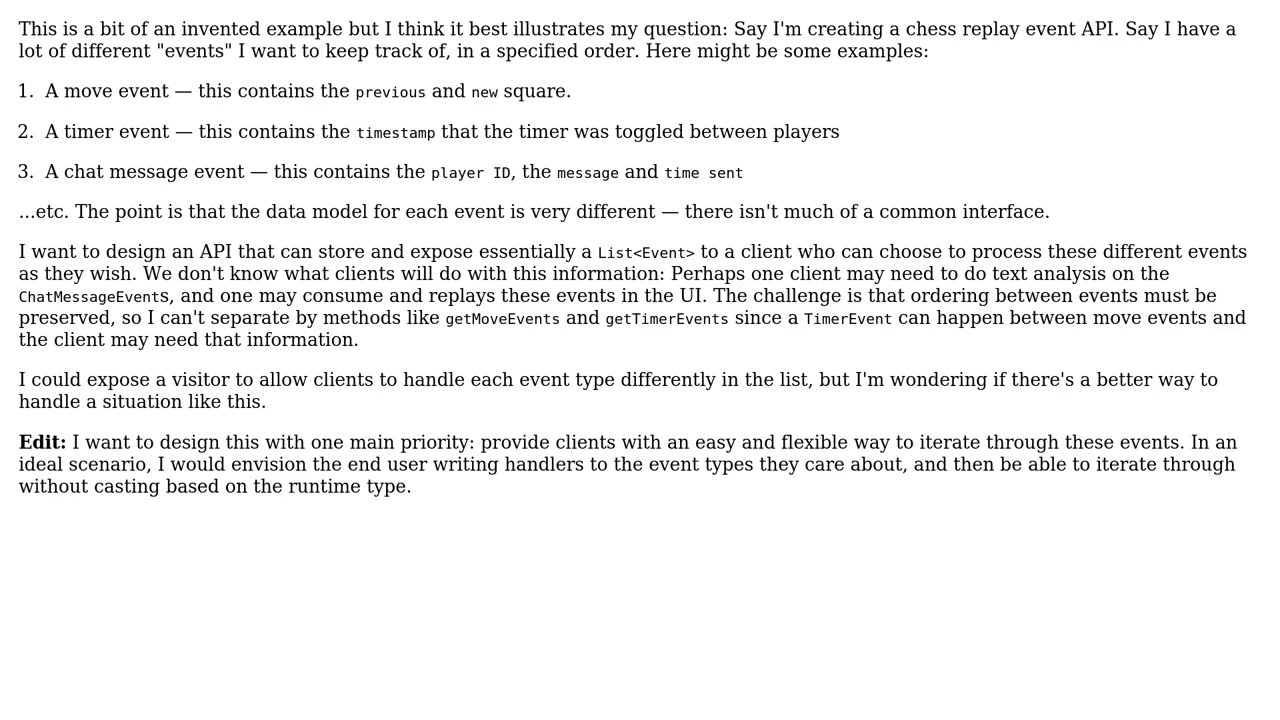 This is a bit of an invented example but I think it best illustrates my question: Say I'm creating a chess replay event API. Say I have a
lot of different "events" I want to keep track of, in a specified order. Here might be some examples:
1. A move event — this contains the previous and new square.
2. A timer event — this contains the timestamp that the timer was toggled between players
3. A chat message event — this contains the player ID, the message and time sent
...etc. The point is that the data model for each event is very different — there isn't much of a common interface.
I want to design an API that can store and expose essentially a List<Event> to a client who can choose to process these different events
as they wish. We don't know what clients will do with this information: Perhaps one client may need to do text analysis on the
ChatMessageEvents, and one may consume and replays these events in the UI. The challenge is that ordering between events must be
preserved, so I can't separate by methods like getMoveEvents and getTimerEvents since a TimerEvent can happen between move events and
the client may need that information.
I could expose a visitor to allow clients to handle each event type differently in the list, but I'm wondering if there's a better way to
handle a situation like this.
Edit: I want to design this with one main priority: provide clients with an easy and flexible way to iterate through these events. In an
ideal scenario, I would envision the end user writing handlers to the event types they care about, and then be able to iterate through
without casting based on the runtime type.